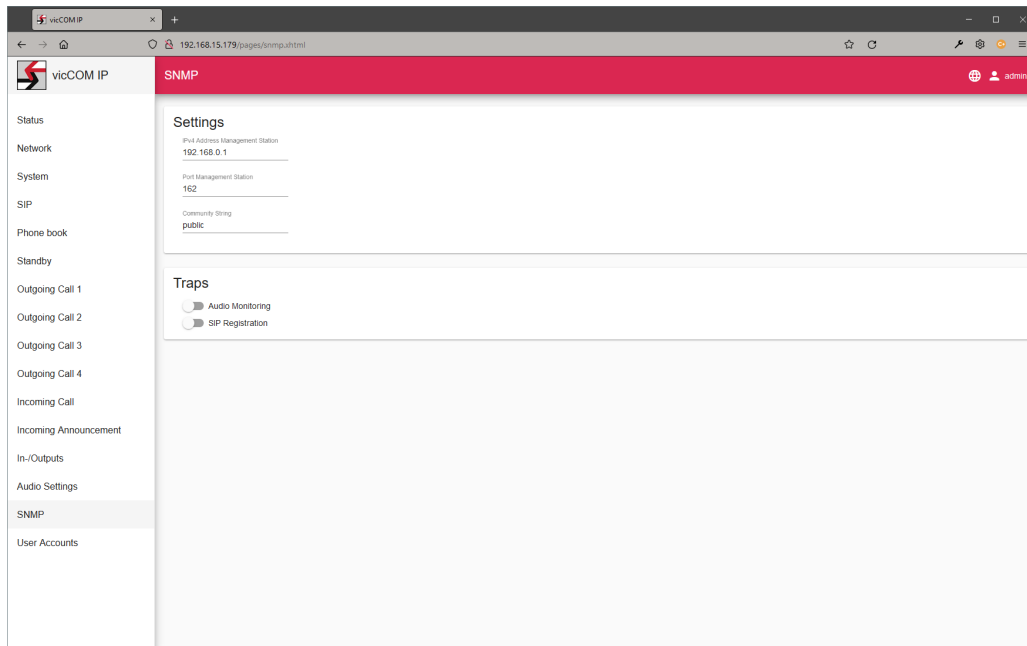 vicCOM IP
192.168.15.179/pages/snmp.xhtml
vicCOM IP
SNMP
admin
Status
Network
System
SIP
Phone book
Standby
Outgoing Call 1
Outgoing Call 2
Outgoing Call 3
Outgoing Call 4
Incoming Call
Incoming Announcement
In-/Outputs
Audio Settings
SNMP
User Accounts
Settings
IPv4 Address Management Station
192.168.0.1
Port Management Station
162
Community String
public
Traps
Audio Monitoring
SIP Registration